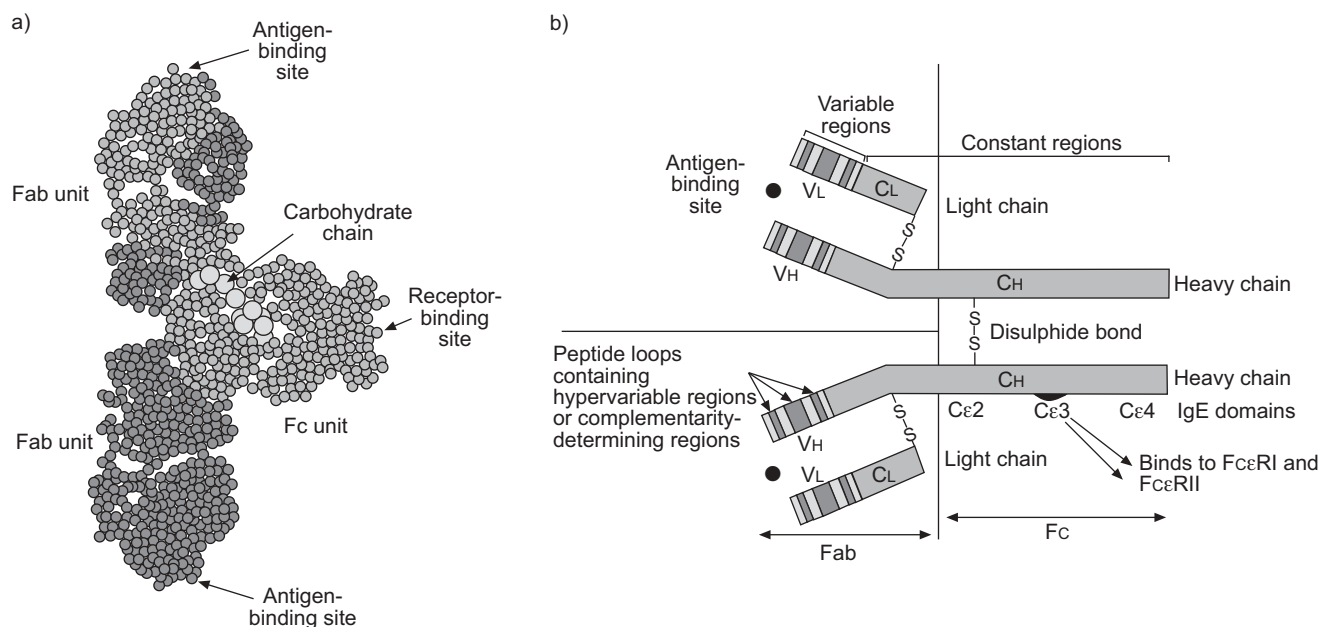 a)
Antigen-
binding
site
Fab unit
Carbohydrate
chain
Receptor-
binding
site
Fc unit
Fab unit
Antigen-
binding site
b)
Variable
regions
Constant regions
Antigen-
binding
site
VL
CL
Light chain
S
S
VH
CH
Heavy chain
S
S
Disulphide bond
Peptide loops
containing
hypervariable regions
or complementarity-
determining regions
CH
Heavy chain
Cε2
Cε3
Cε4
IgE domains
VH
S
S
Light chain
VL
CL
Binds to FcεRI and
FcεRII
Fab
Fc